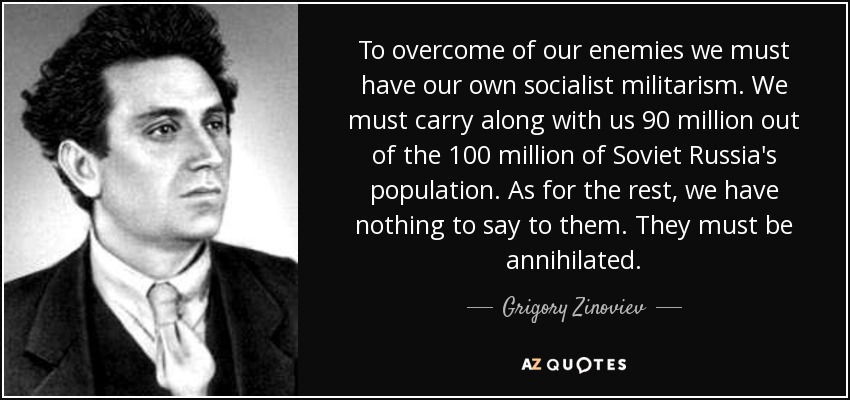 To overcome of our enemies we must
have our own socialist militarism. We
must carry along with us 90 million out
of the 100 million of Soviet Russia's
population. As for the rest, we have
nothing to say to them. They must be
annihilated.
Grigory Zinoviev
AZ QUOTES